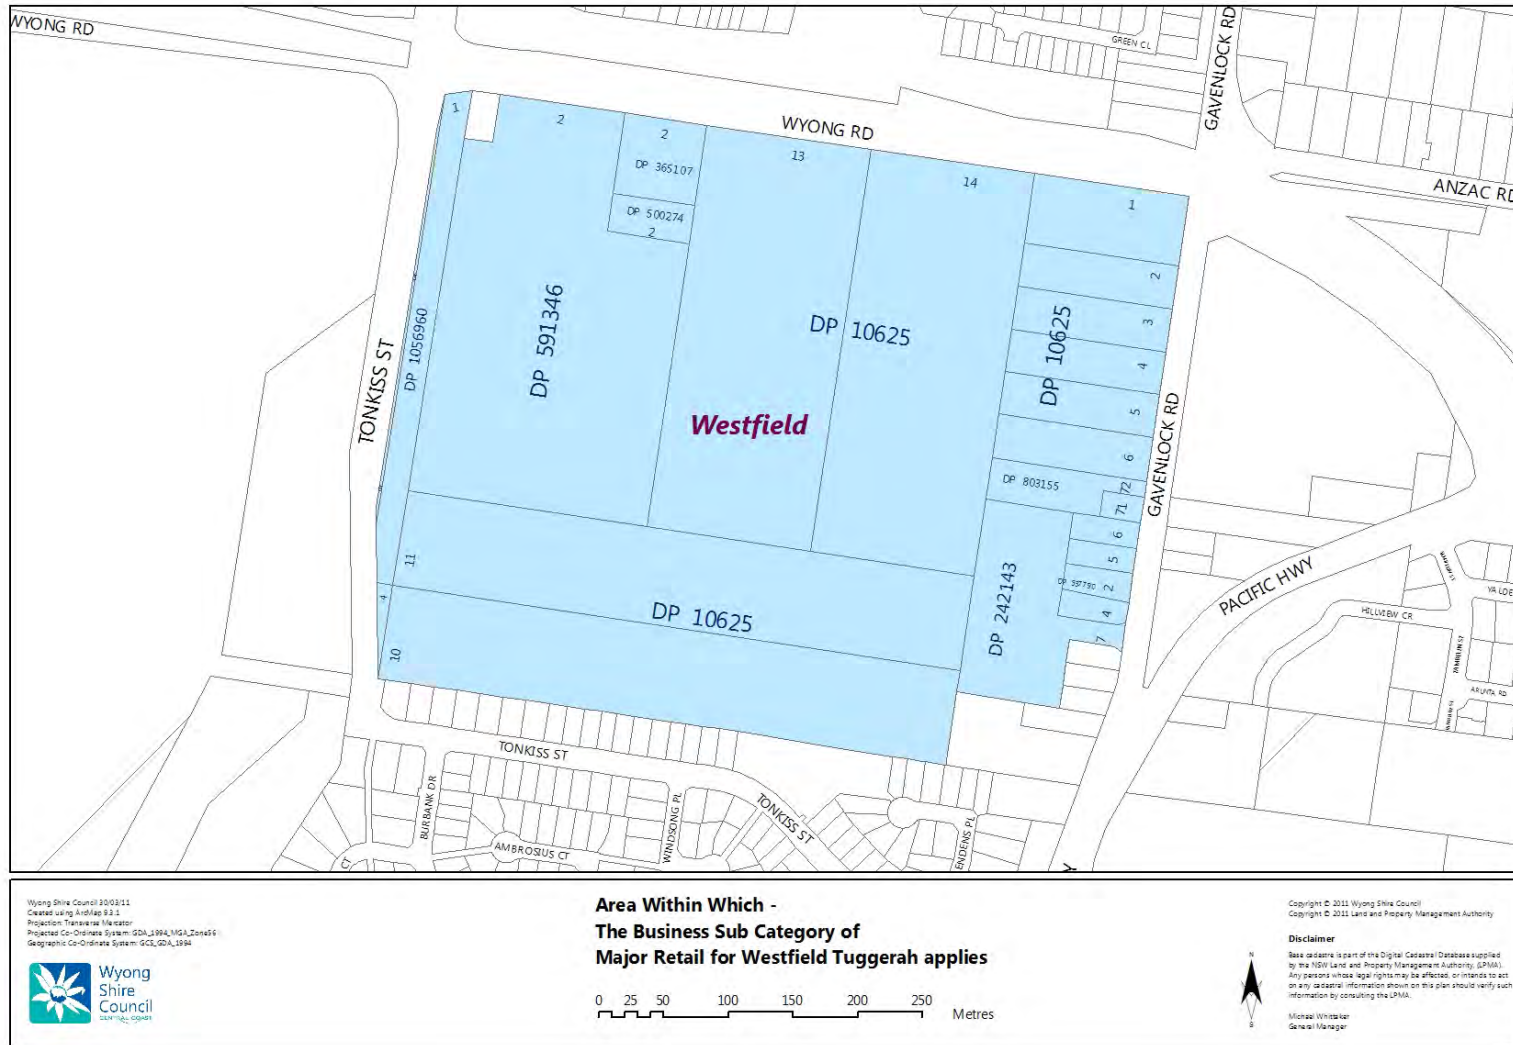 WYONG RD
GREEN CL
GAVENLOCK RD
WYONG RD
ANZAC RD
1
2
2
DP 365107
DP 500274
2
13
14
1
2
3
4
5
6
DP 1056960
DP 591346
DP 10625
DP 10625
TONKISS ST
Westfield
GAVENLOCK RD
DP 803155
72
71
6
5
DP 242143
2
4
7
11
4
10
DP 10625
PACIFIC HWY
HILLVIEW CR
YALDE
ARUNTA RD
TONKISS ST
TONKISS ST
BURBANK DR
WINDSONG PL
AMBROSIUS CT
CT
ENDENS PL
Y
Wyong Shire Council 30/03/11
Created using ArcMap 9.3.1
Projection: Transverse Mercator
Projected Co-Ordinate System: GDA_1994_MGA_Zone56
Geographic Co-Ordinate System: GCS_GDA_1994
Wyong
Shire
Council
CENTRAL COAST
Area Within Which -
The Business Sub Category of
Major Retail for Westfield Tuggerah applies
0 25 50 100 150 200 250
Metres
N
S
Copyright © 2011 Wyong Shire Council
Copyright © 2011 Land and Property Management Authority
Disclaimer
Base cadastre is part of the Digital Cadastral Database supplied
by the NSW Land and Property Management Authority, (LPMA).
Any persons whose legal rights may be affected, or intends to act
on any cadastral information shown on this plan should verify such
information by consulting the LPMA.
Michael Whittaker
General Manager